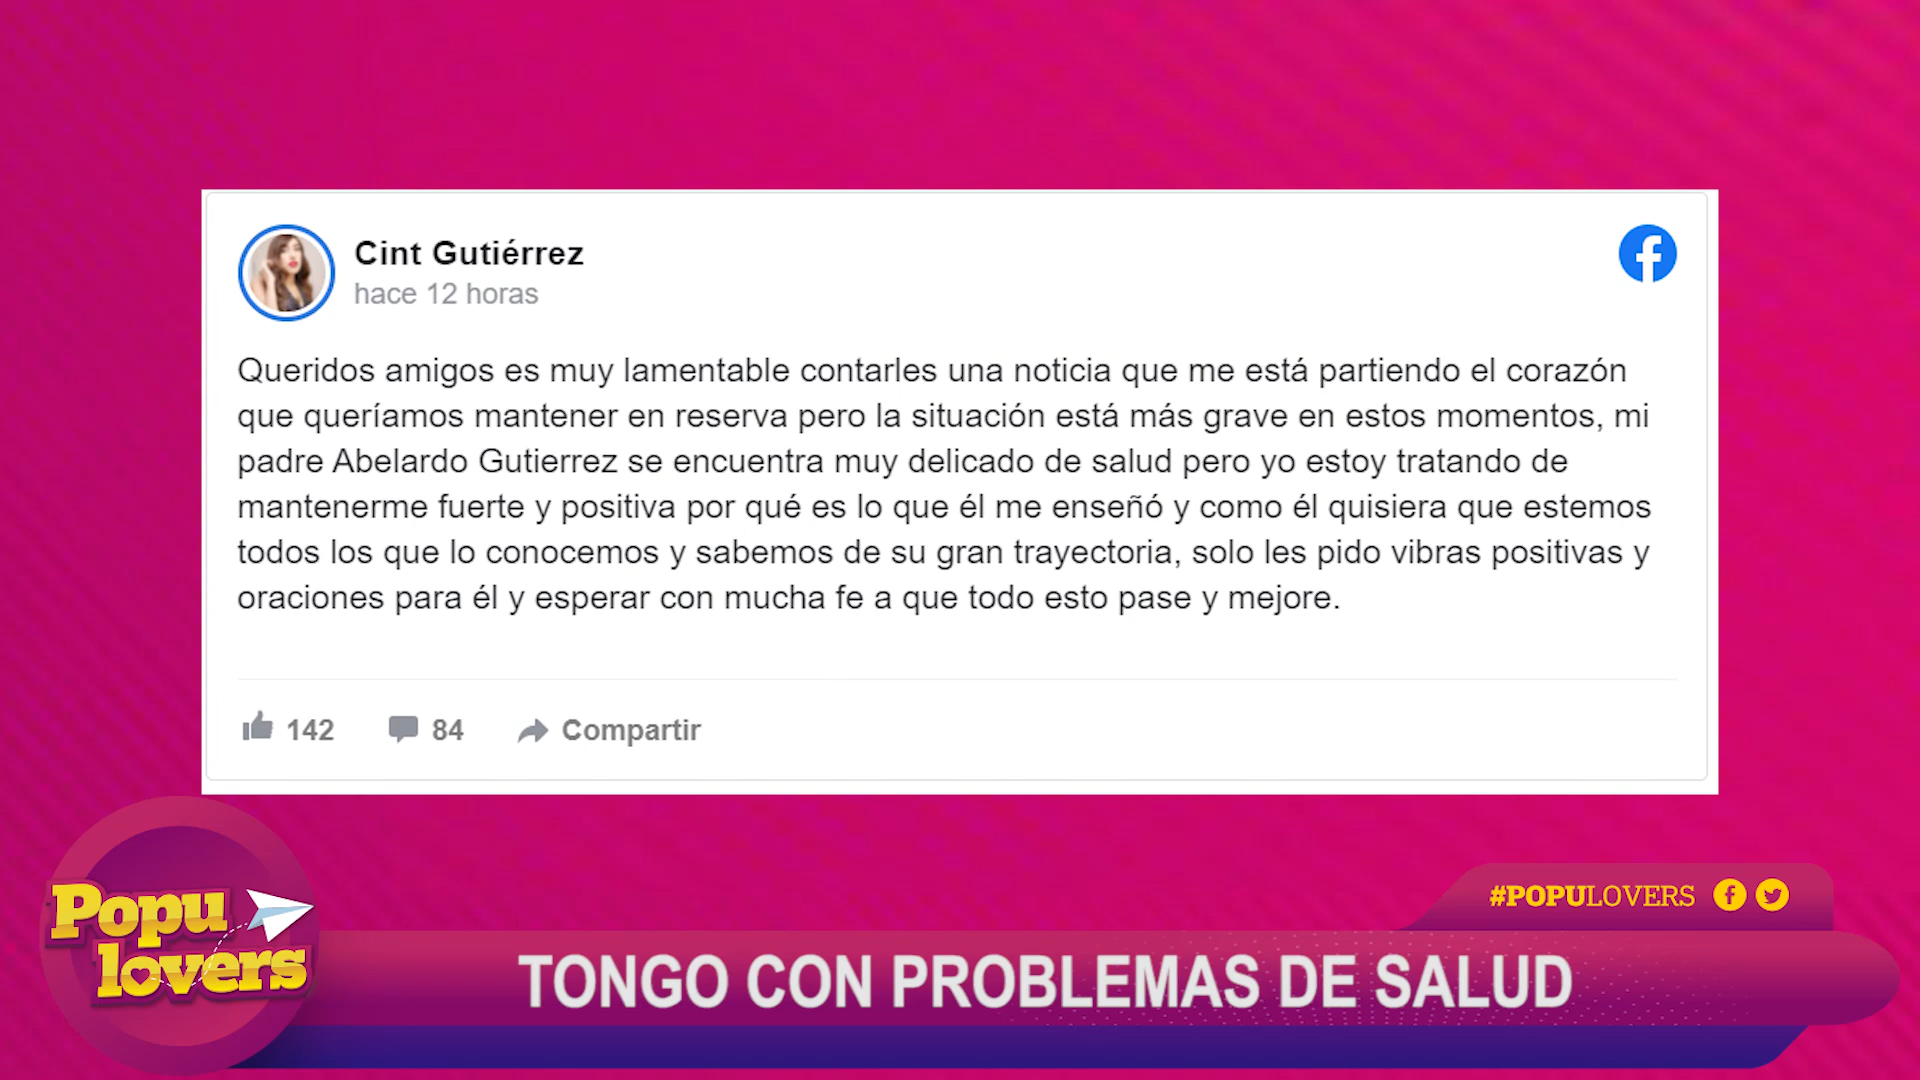 Cint Gutiérrez
hace 12 horas
Queridos amigos es muy lamentable contarles una noticia que me está partiendo el corazón
que queríamos mantener en reserva pero la situación está más grave en estos momentos, mi
padre Abelardo Gutierrez se encuentra muy delicado de salud pero yo estoy tratando de
mantenerme fuerte y positiva por qué es lo que él me enseñó y como él quisiera que estemos
todos los que lo conocemos y sabemos de su gran trayectoria, solo les pido vibras positivas y
oraciones para él y esperar con mucha fe a que todo esto pase y mejore.
142 84 Compartir
#POPULOVERS
Popu
lovers
TONGO CON PROBLEMAS DE SALUD